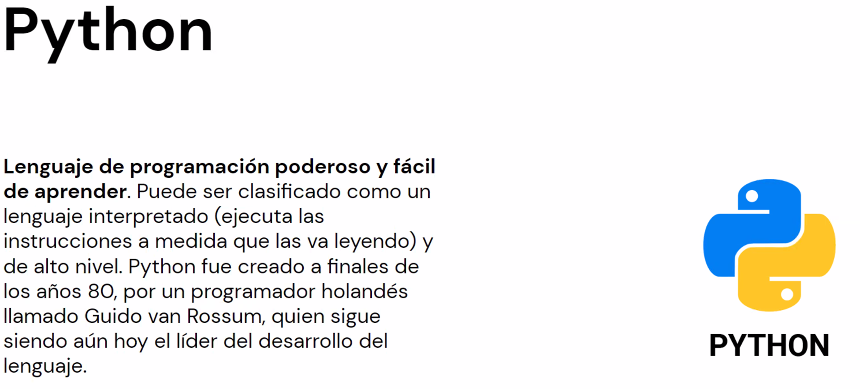 Python
Lenguaje de programación poderoso y fácil
de aprender. Puede ser clasificado como un
lenguaje interpretado (ejecuta las
instrucciones a medida que las va leyendo) y
de alto nivel. Python fue creado a finales de
los años 80, por un programador holandés
llamado Guido van Rossum, quien sigue
siendo aún hoy el líder del desarrollo del
lenguaje.
PYTHON